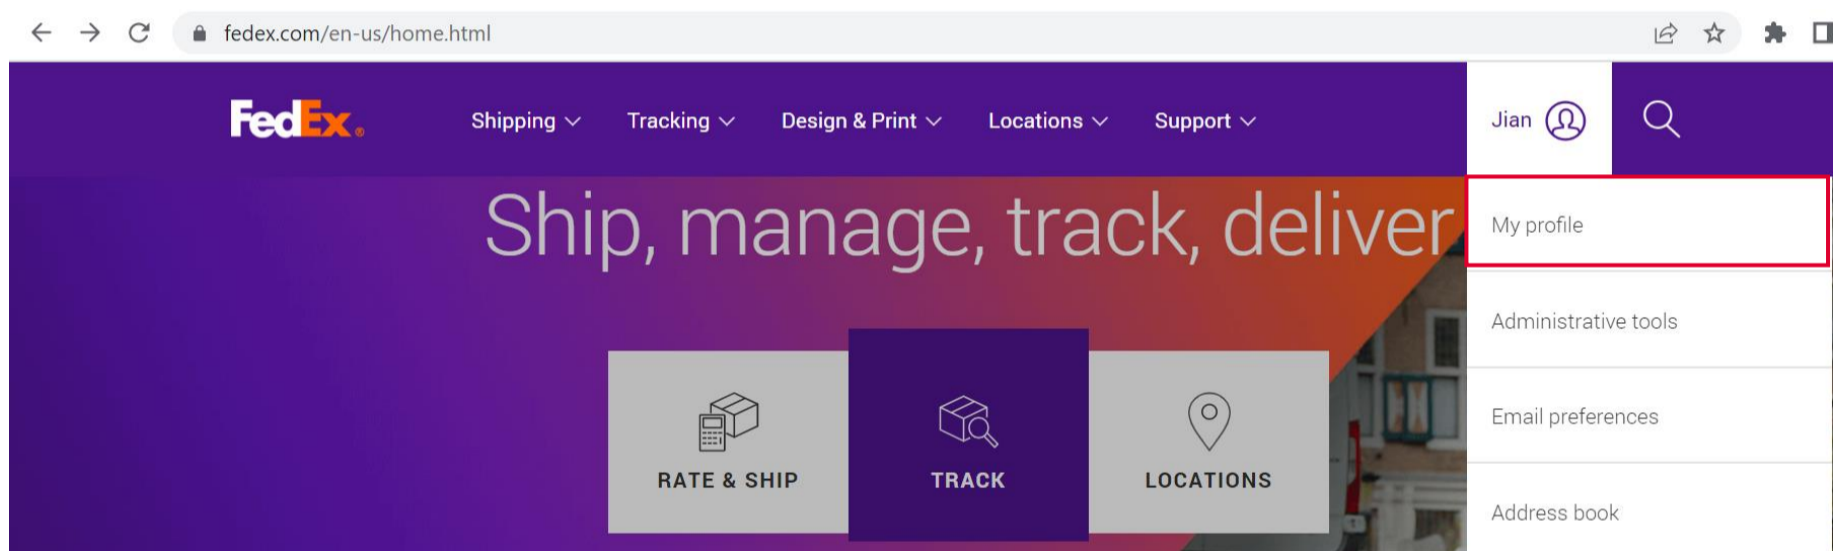 fedex.com/en-us/home.html
FedEx®
Shipping
Tracking
Design & Print
Locations
Support
Jian
Ship, manage, track, deliver
My profile
Administrative tools
Email preferences
Address book
RATE & SHIP
TRACK
LOCATIONS